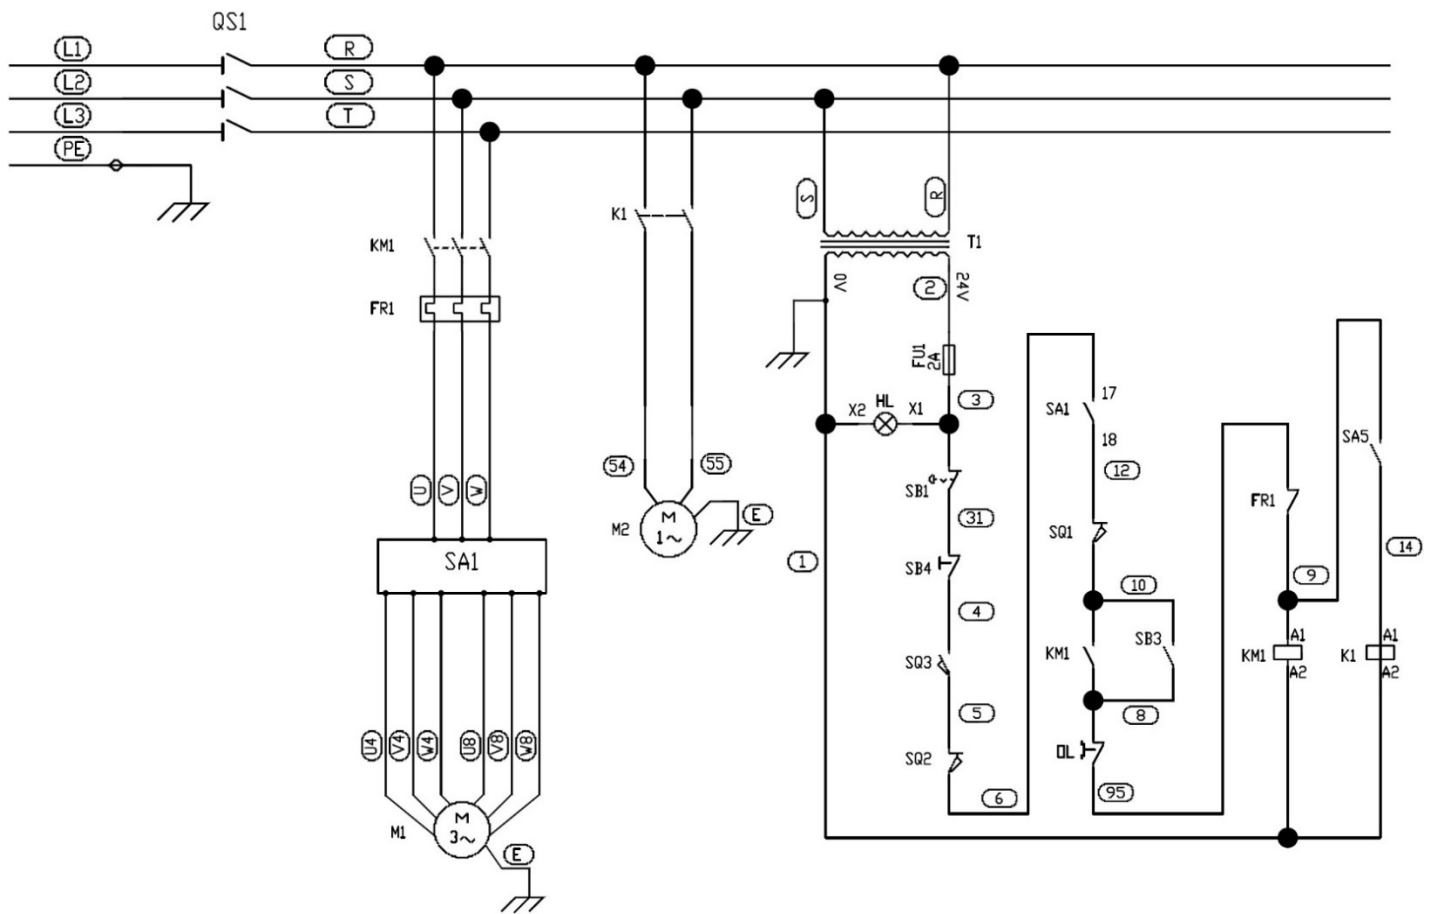 QS1
L1
R
L2
S
L3
T
PE
S
R
K1
KM1
T1
0V
2
24V
FR1
FU1
2A
X2
HL
X1
3
SA1
17
18
SA5
54
55
12
U
V
W
SB1
FR1
M2
M
1~
E
31
SQ1
14
SA1
1
SB4
9
10
4
KM1
SB3
KM1
A1
A2
K1
A1
A2
SQ3
5
8
U4
V4
W4
U8
V8
W8
SQ2
OL
6
95
M1
M
3~
E